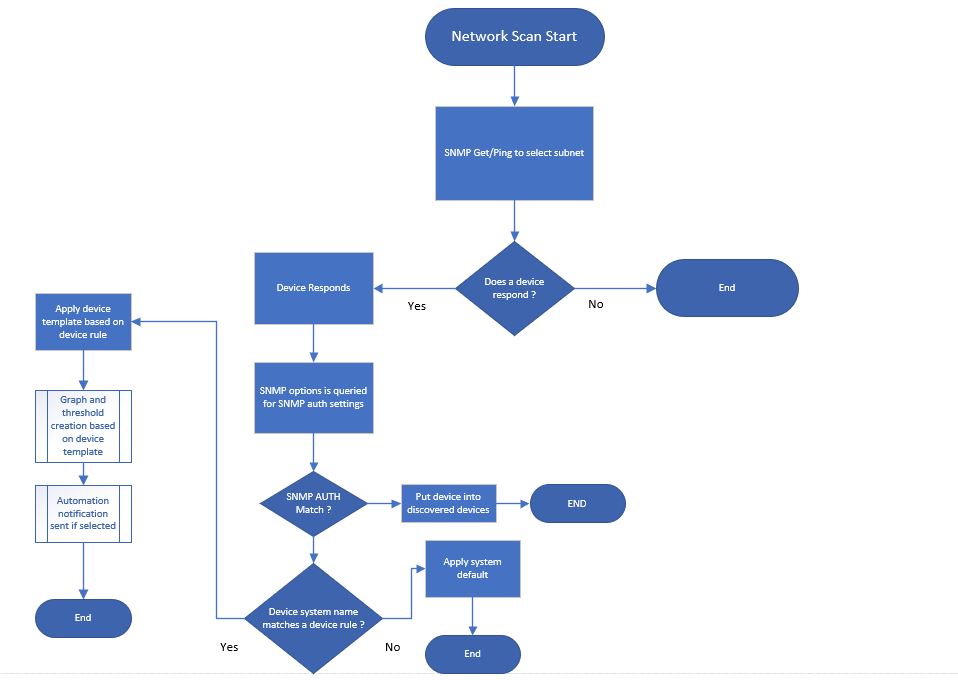 Network Scan Start
SNMP Get/Ping to select subnet
Does a device
respond ?
Yes
No
End
Device Responds
SNMP options is queried
for SNMP auth settings
SNMP AUTH
Match ?
Put device into
discovered devices
END
Device system name
matches a device rule ?
Yes
No
Apply system
default
End
Apply device
template based on
device rule
Graph and
threshold
creation based
on device
template
Automation
notification
sent if selected
End